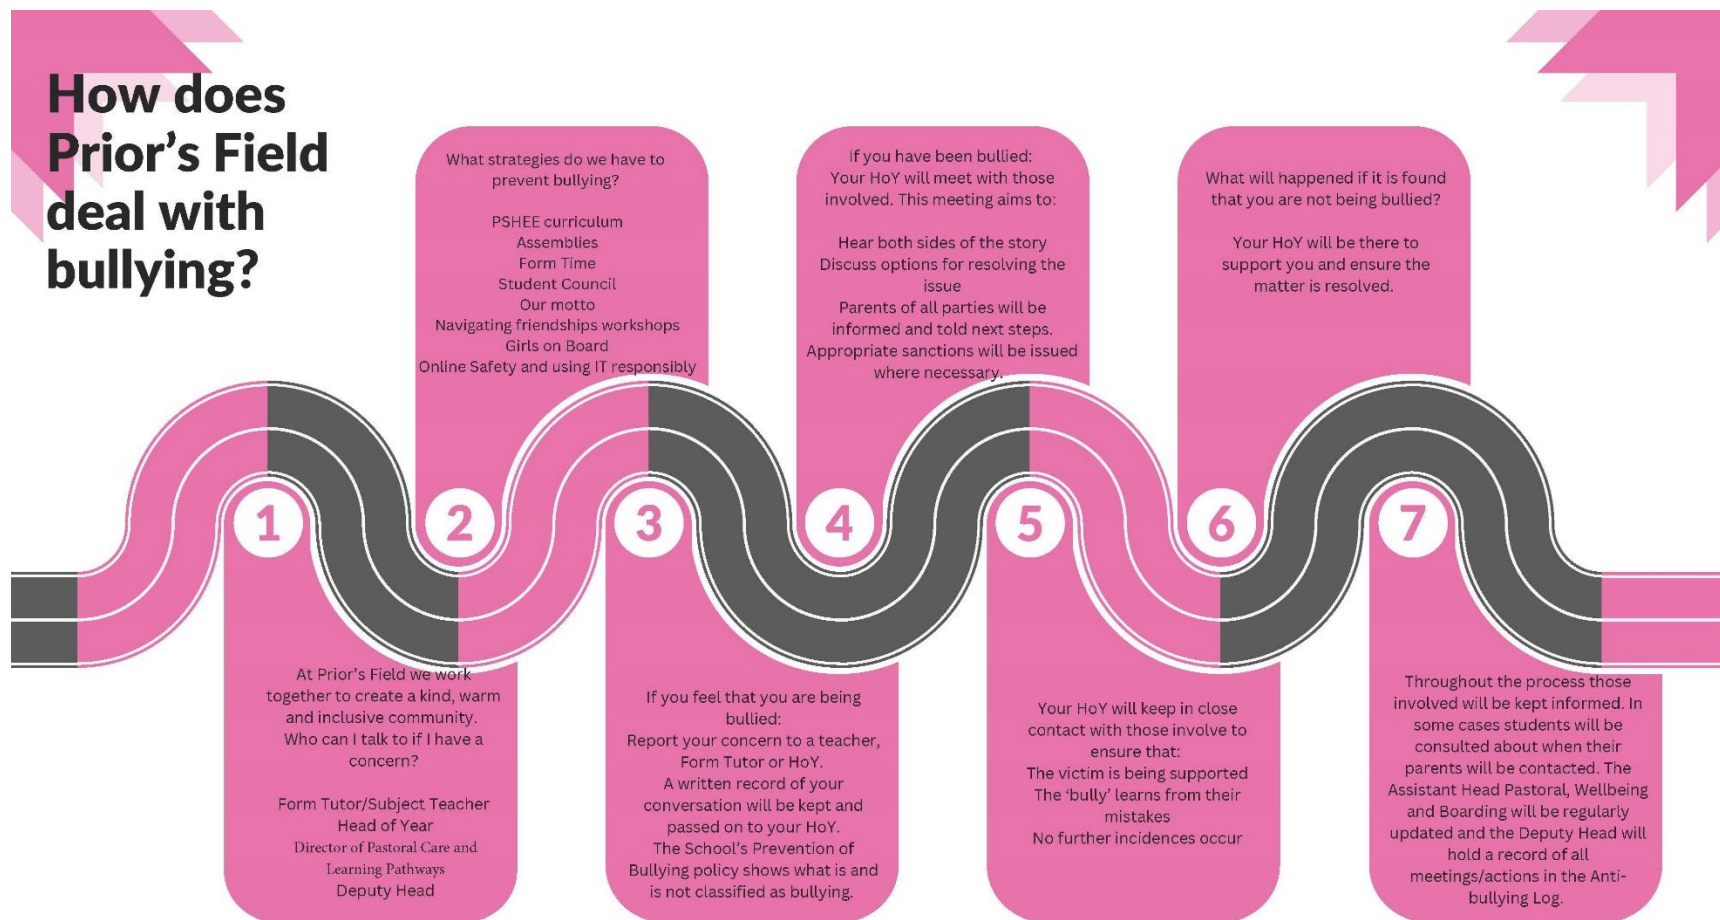 How does
Prior's Field
deal with
bullying?
1
At Prior's Field we work
together to create a kind, warm
and inclusive community.
Who can I talk to if I have a
concern?
Form Tutor/Subject Teacher
Head of Year
Director of Pastoral Care and
Learning Pathways
Deputy Head
2
What strategies do we have to
prevent bullying?
PSHEE curriculum
Assemblies
Form Time
Student Council
Our motto
Navigating friendships workshops
Girls on Board
Online Safety and using IT responsibly
3
If you feel that you are being
bullied:
Report your concern to a teacher,
Form Tutor or HoY.
A written record of your
conversation will be kept and
passed on to your HoY.
The School's Prevention of
Bullying policy shows what is and
is not classified as bullying.
4
If you have been bullied:
Your HoY will meet with those
involved. This meeting aims to:
Hear both sides of the story
Discuss options for resolving the
issue
Parents of all parties will be
informed and told next steps.
Appropriate sanctions will be issued
where necessary.
5
Your HoY will keep in close
contact with those involve to
ensure that:
The victim is being supported
The 'bully' learns from their
mistakes
No further incidences occur
6
What will happened if it is found
that you are not being bullied?
Your HoY will be there to
support you and ensure the
matter is resolved.
7
Throughout the process those
involved will be kept informed. In
some cases students will be
consulted about when their
parents will be contacted. The
Assistant Head Pastoral, Wellbeing
and Boarding will be regularly
updated and the Deputy Head will
hold a record of all
meetings/actions in the Anti-
bullying Log.